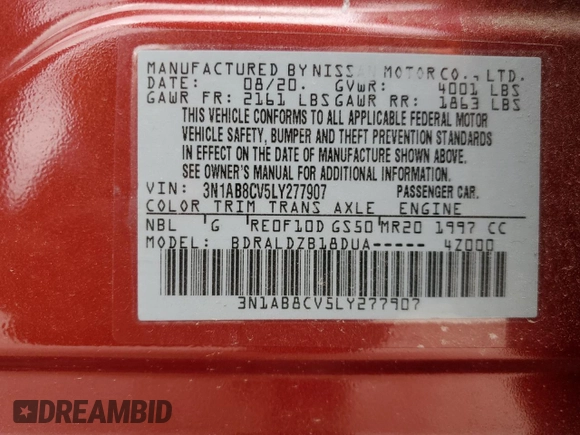 MANUFACTURED BY NISSAN MOTOR CO., LTD.
DATE: 08/20. GVWR: 4001 LBS
GAWR FR: 2161 LBS GAWR RR: 1863 LBS
THIS VEHICLE CONFORMS TO ALL APPLICABLE FEDERAL MOTOR
VEHICLE SAFETY, BUMPER AND THEFT PREVENTION STANDARDS
IN EFFECT ON THE DATE OF MANUFACTURE SHOWN ABOVE.
SEE OWNER'S MANUAL FOR ADDITIONAL INFORMATION
VIN: 3N1AB8CV5LY277907 PASSENGER CAR.
COLOR TRIM TRANS AXLE ENGINE
NBL G RE0F10D GS50 MR20 1997 CC
MODEL: BDRALDZB18DUA----- 4Z000
3N1AB8CV5LY277907
DREAMBID